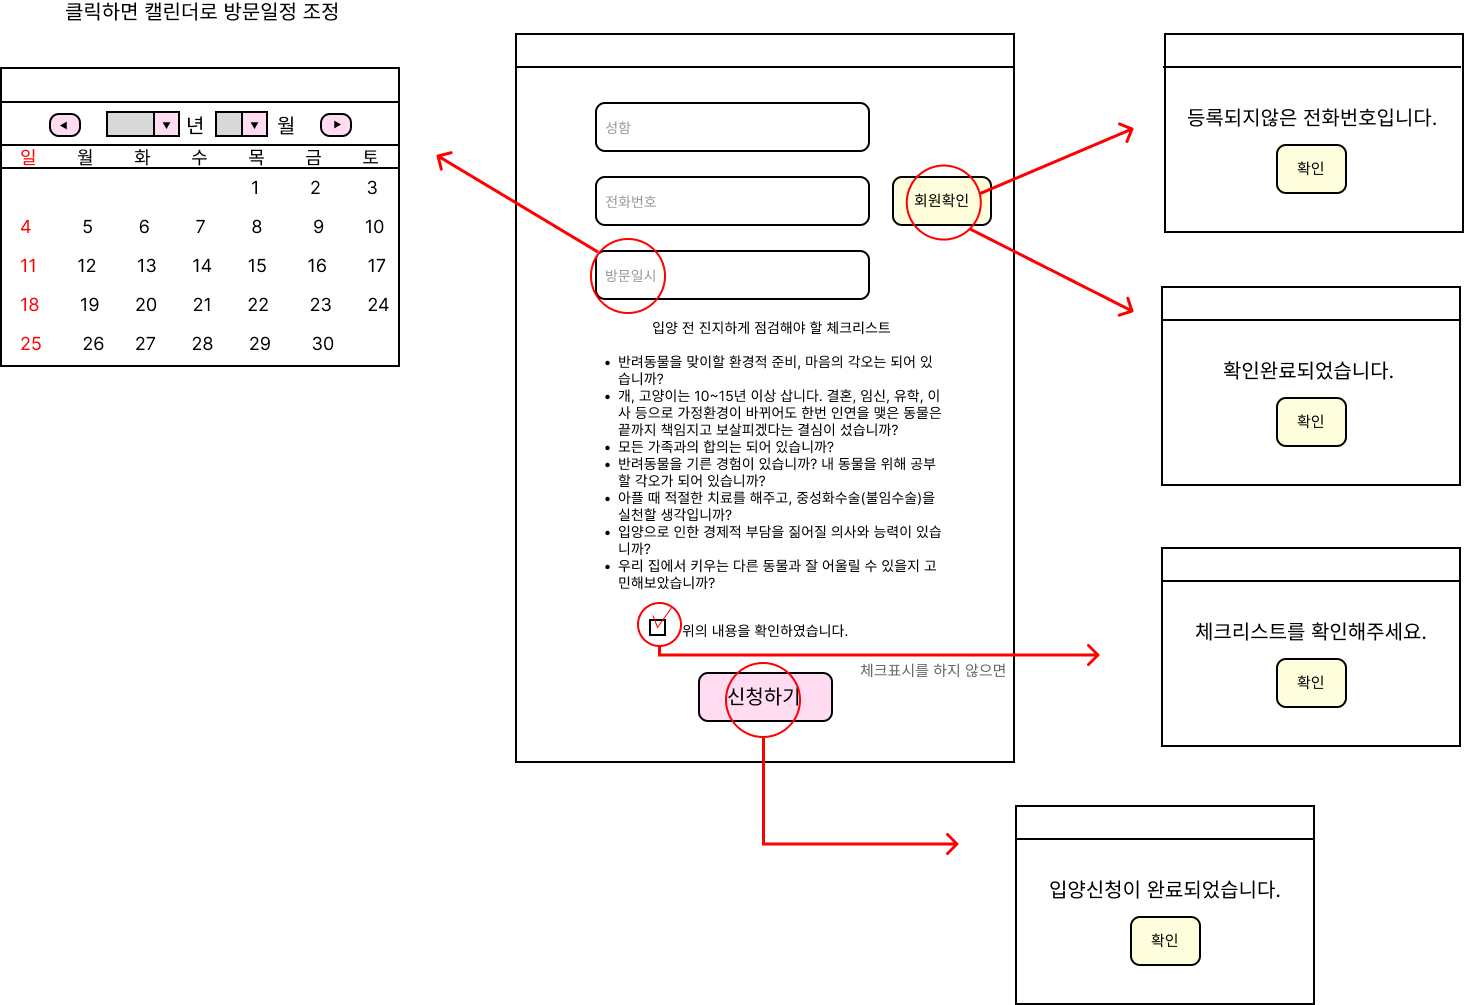 클릭하면 캘린더로 방문일정 조정
◀ ▼ 년 ▼ 월 ▶
일 월 화 수 목 금 토
1 2 3
4 5 6 7 8 9 10
11 12 13 14 15 16 17
18 19 20 21 22 23 24
25 26 27 28 29 30
성함
전화번호
회원확인
방문일시
입양 전 진지하게 점검해야 할 체크리스트
• 반려동물을 맞이할 환경적 준비, 마음의 각오는 되어 있
습니까?
• 개, 고양이는 10~15년 이상 삽니다. 결혼, 임신, 유학, 이
사 등으로 가정환경이 바뀌어도 한번 인연을 맺은 동물은
끝까지 책임지고 보살피겠다는 결심이 섰습니까?
• 모든 가족과의 합의는 되어 있습니까?
• 반려동물을 기른 경험이 있습니까? 내 동물을 위해 공부
할 각오가 되어 있습니까?
• 아플 때 적절한 치료를 해주고, 중성화수술(불임수술)을
실천할 생각입니까?
• 입양으로 인한 경제적 부담을 짊어질 의사와 능력이 있습
니까?
• 우리 집에서 키우는 다른 동물과 잘 어울릴 수 있을지 고
민해보았습니까?
위의 내용을 확인하였습니다.
체크표시를 하지 않으면
신청하기
등록되지않은 전화번호입니다.
확인
확인완료되었습니다.
확인
체크리스트를 확인해주세요.
확인
입양신청이 완료되었습니다.
확인